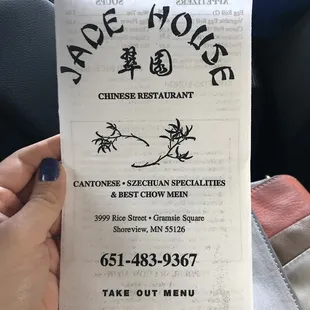 JADE HOUSE
翠園
CHINESE RESTAURANT
CANTONESE • SZECHUAN SPECIALITIES
& BEST CHOW MEIN
3999 Rice Street • Gramsie Square
Shoreview, MN 55126
651-483-9367
TAKE OUT MENU